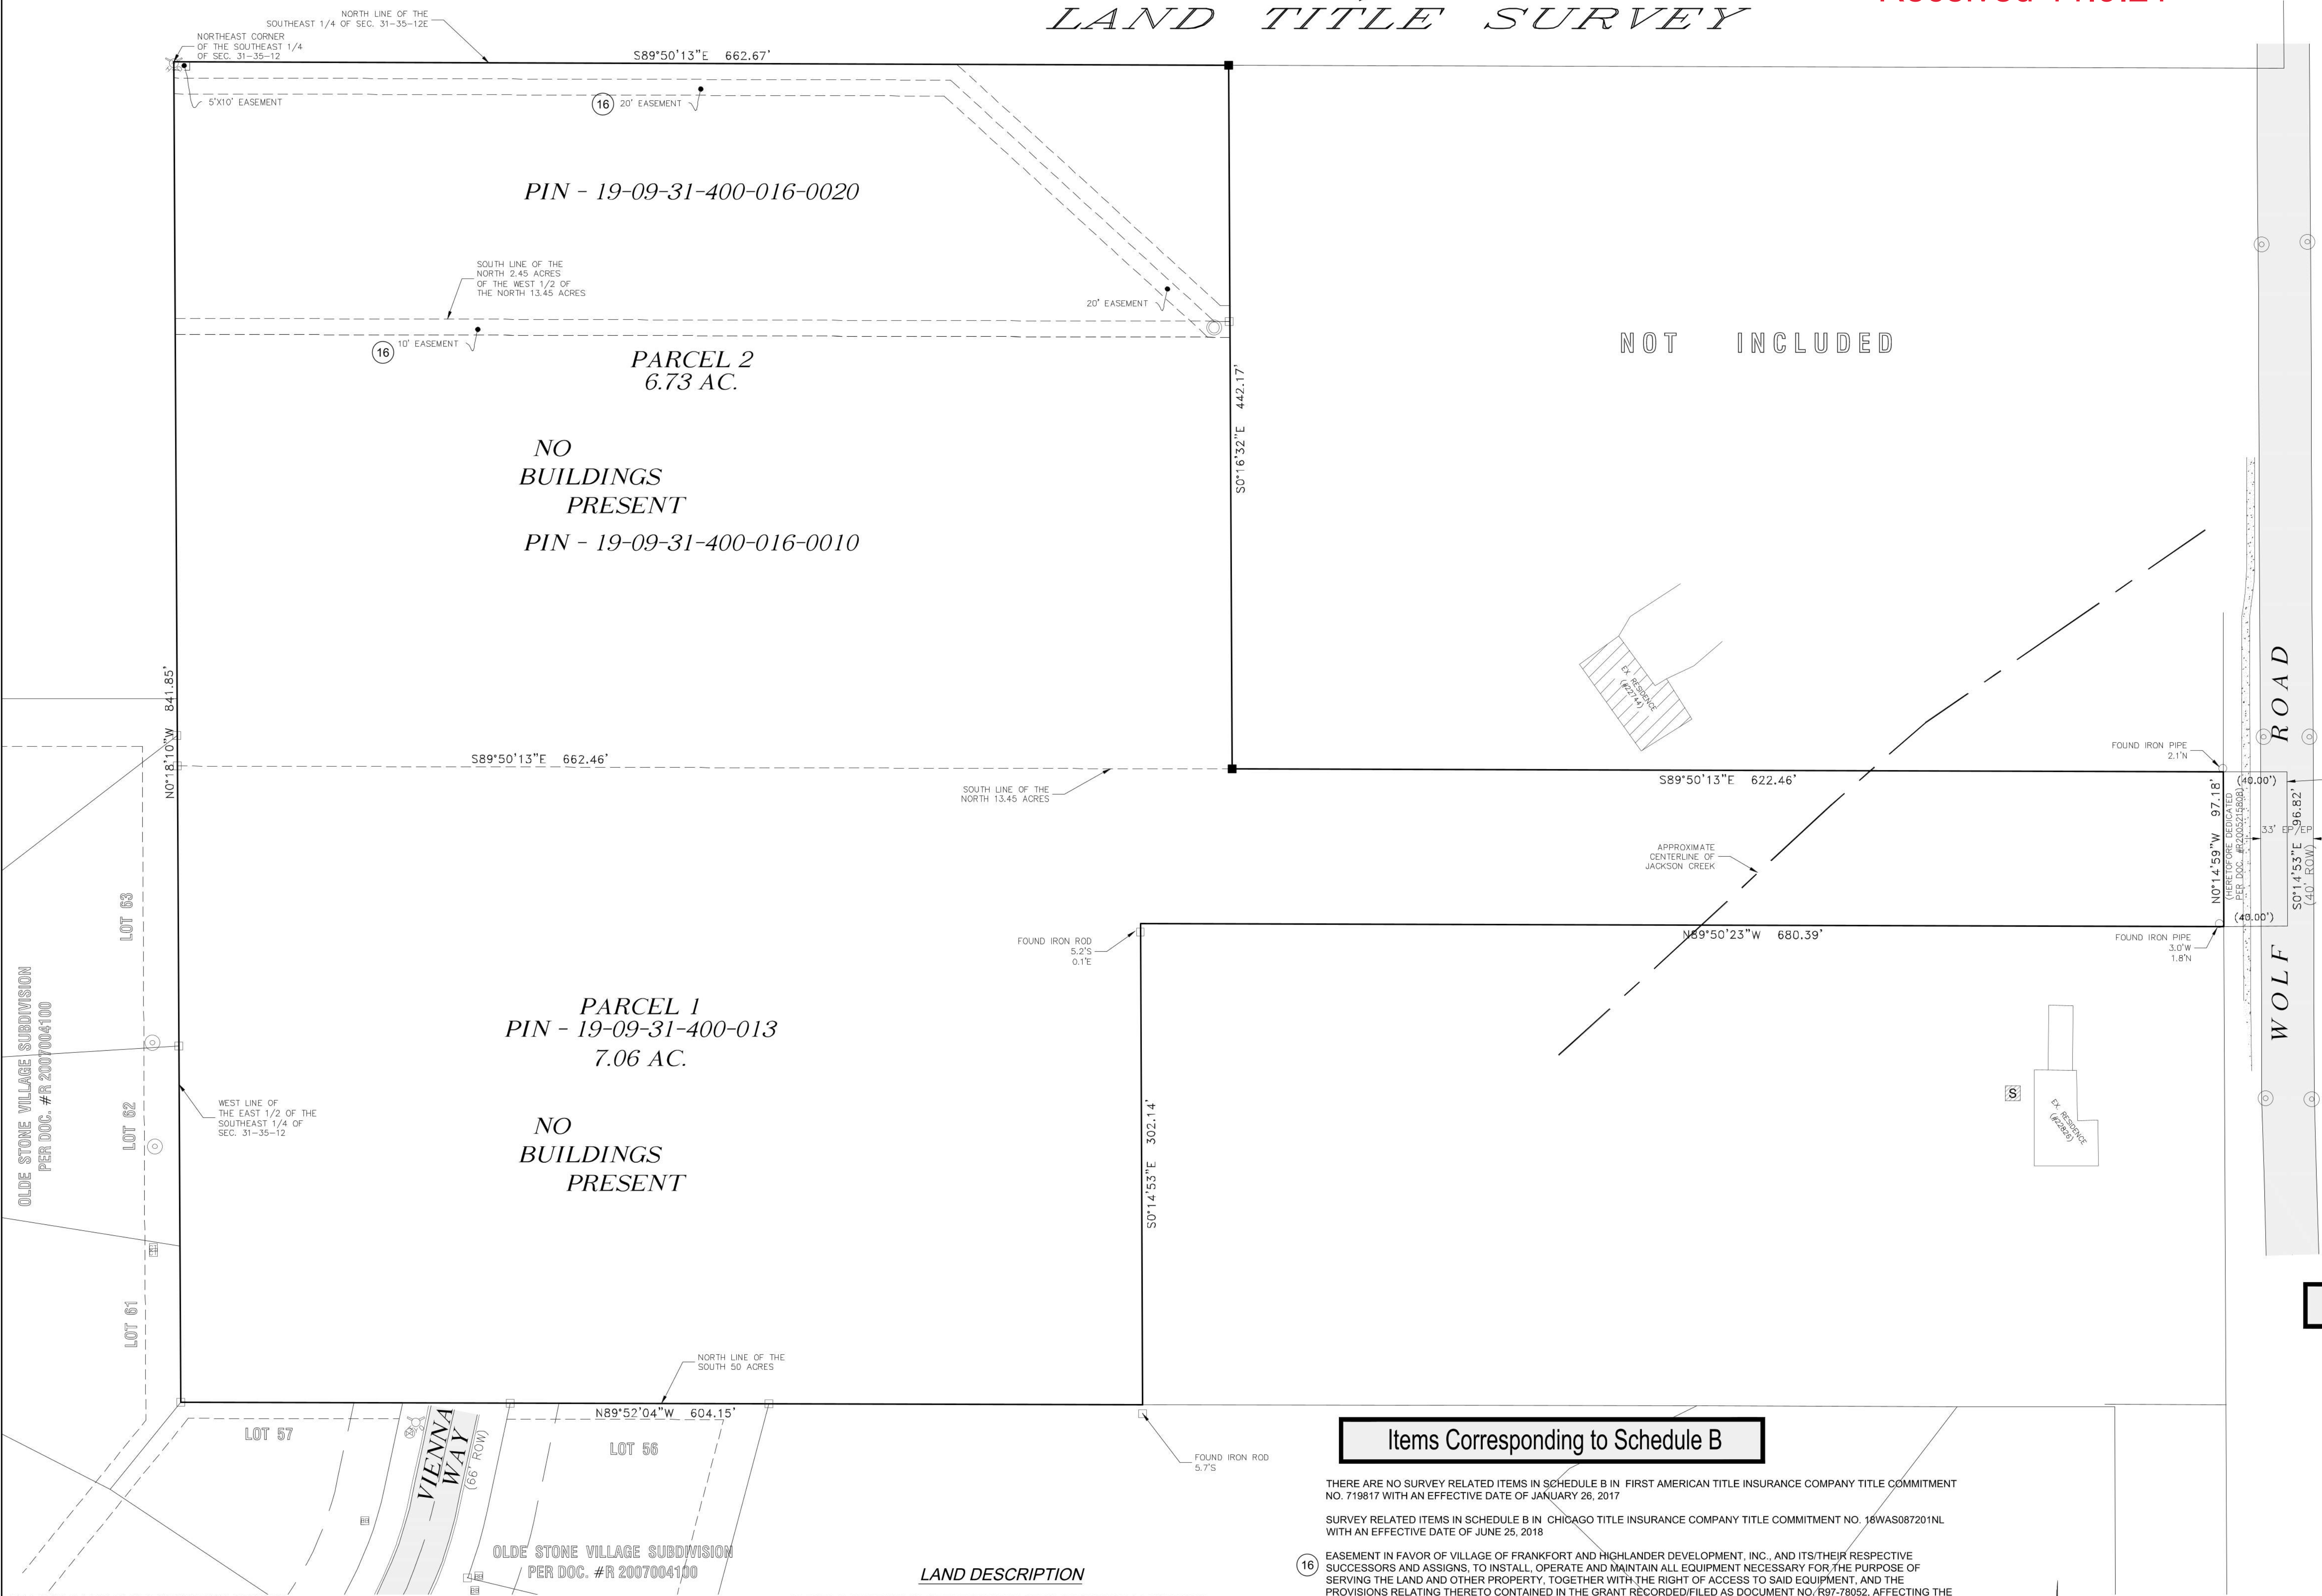 LAND TITLE SURVEY
NORTH LINE OF THE
SOUTHEAST 1/4 OF SEC. 31-35-12E
NORTHEAST CORNER
OF THE SOUTHEAST 1/4
OF SEC. 31-35-12
S89°50'13"E 662.67'
5'X10' EASEMENT
16 20' EASEMENT
PIN - 19-09-31-400-016-0020
SOUTH LINE OF THE
NORTH 2.45 ACRES
OF THE WEST 1/2 OF
THE NORTH 13.45 ACRES
20' EASEMENT
16 10' EASEMENT
NOT INCLUDED
PARCEL 2
6.73 AC.
S0°16'32"E 442.17'
NO
BUILDINGS
PRESENT
PIN - 19-09-31-400-016-0010
EX. RESIDENCE
(#22744)
WOLF ROAD
N0°18'10"W 841.85'
S89°50'13"E 662.46'
SOUTH LINE OF THE
NORTH 13.45 ACRES
S89°50'13"E 622.46'
FOUND IRON PIPE
2.1'N
(40.00')
N0°14'59"W 97.18'
(HERETOFORE DEDICATED
PER DOC. #R2005215808)
33' EP/EP
S0°14'53"E 96.82'
(40' ROW)
(40.00')
APPROXIMATE
CENTERLINE OF
JACKSON CREEK
FOUND IRON ROD
5.2'S
0.1'E
N89°50'23"W 680.39'
FOUND IRON PIPE
3.0'W
1.8'N
LOT 63
OLDE STONE VILLAGE SUBDIVISION
PER DOC. #R 2007004100
LOT 62
LOT 61
PARCEL 1
PIN - 19-09-31-400-013
7.06 AC.
WEST LINE OF
THE EAST 1/2 OF THE
SOUTHEAST 1/4 OF
SEC. 31-35-12
NO
BUILDINGS
PRESENT
S0°14'53"E 302.14'
S
EX. RESIDENCE
(#22826)
NORTH LINE OF THE
SOUTH 50 ACRES
N89°52'04"W 604.15'
LOT 57
VIENNA
WAY
(66' ROW)
LOT 56
FOUND IRON ROD
5.7'S
OLDE STONE VILLAGE SUBDIVISION
PER DOC. #R 2007004100
LAND DESCRIPTION
Items Corresponding to Schedule B
THERE ARE NO SURVEY RELATED ITEMS IN SCHEDULE B IN FIRST AMERICAN TITLE INSURANCE COMPANY TITLE COMMITMENT
NO. 719817 WITH AN EFFECTIVE DATE OF JANUARY 26, 2017
SURVEY RELATED ITEMS IN SCHEDULE B IN CHICAGO TITLE INSURANCE COMPANY TITLE COMMITMENT NO. 18WAS087201NL
WITH AN EFFECTIVE DATE OF JUNE 25, 2018
16 EASEMENT IN FAVOR OF VILLAGE OF FRANKFORT AND HIGHLANDER DEVELOPMENT, INC., AND ITS/THEIR RESPECTIVE
SUCCESSORS AND ASSIGNS, TO INSTALL, OPERATE AND MAINTAIN ALL EQUIPMENT NECESSARY FOR THE PURPOSE OF
SERVING THE LAND AND OTHER PROPERTY, TOGETHER WITH THE RIGHT OF ACCESS TO SAID EQUIPMENT, AND THE
PROVISIONS RELATING THERETO CONTAINED IN THE GRANT RECORDED/FILED AS DOCUMENT NO. R97-78052, AFFECTING THE